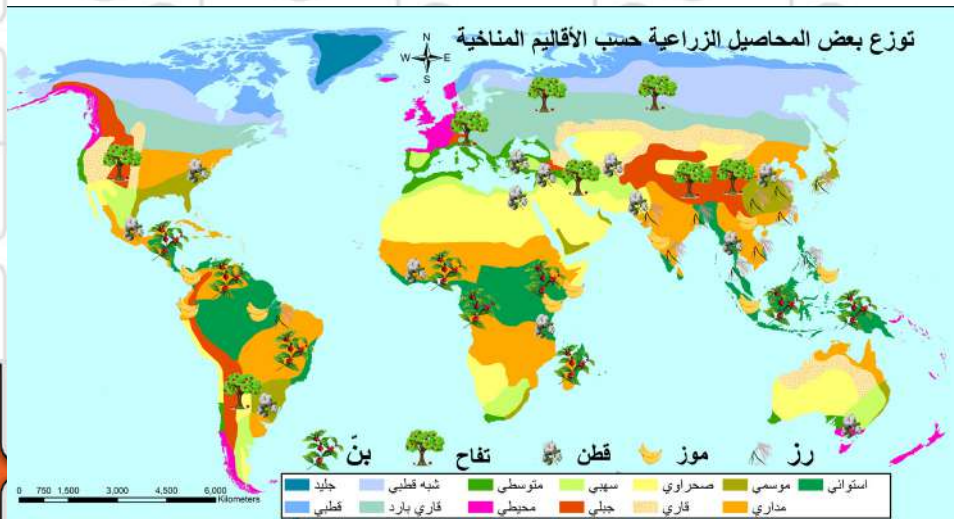 توزع بعض المحاصيل الزراعية حسب الأقاليم المناخية
N
W E
S
رز موز قطن تفاح بنّ
استوائي موسمي صحراوي سهبي متوسطي شبه قطبي جليد
مداري قاري جبلي محيطي قاري بارد قطبي
0 750 1,500 3,000 4,500 6,000
Kilometers